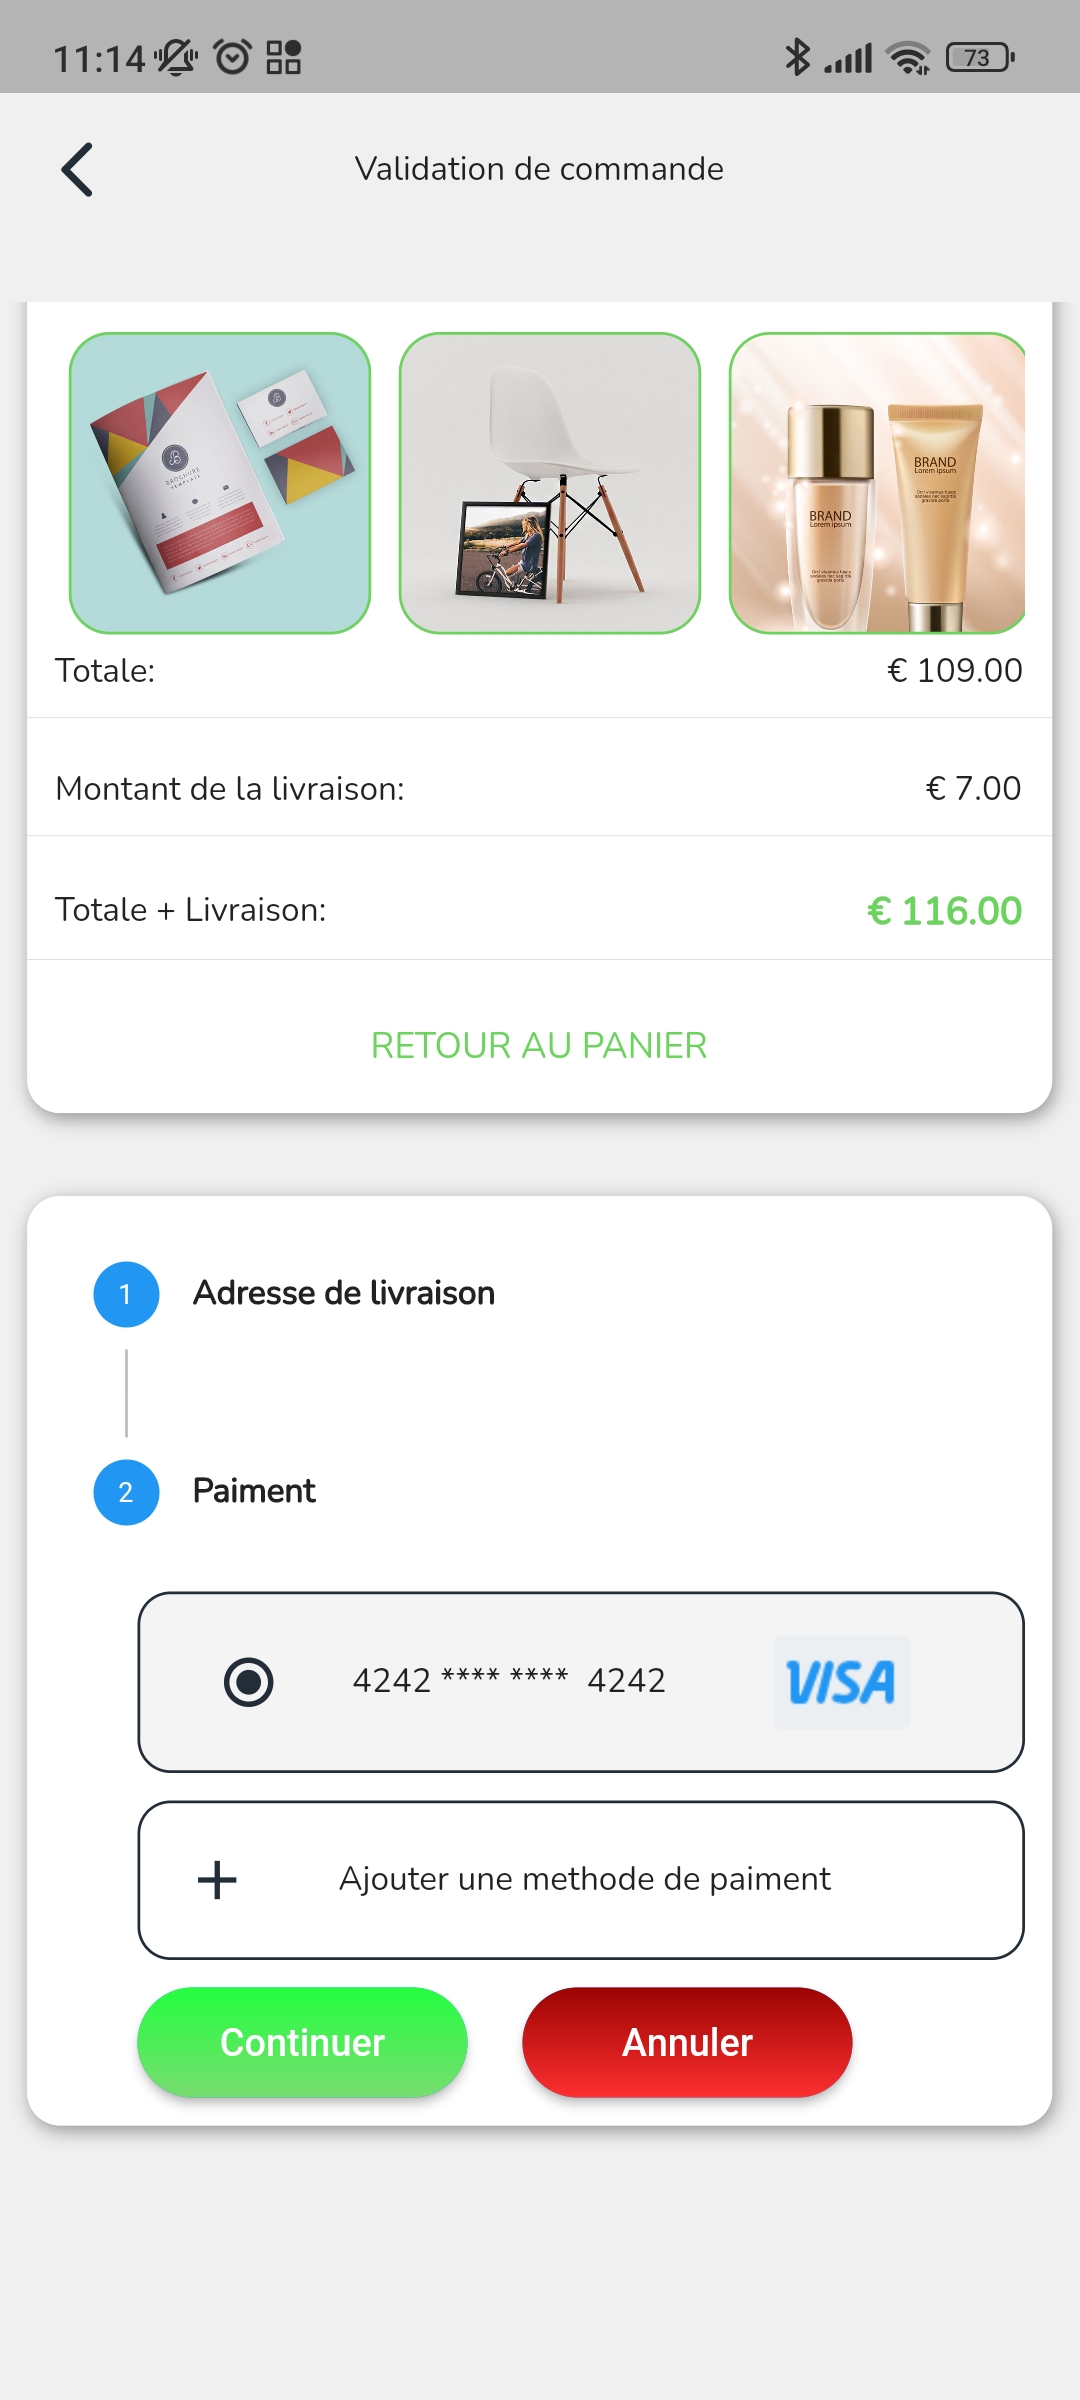 11:14
73
Validation de commande
BROCHURE
TEMPLATE
BRAND
Lorem ipsum
BRAND
Lorem ipsum
Totale:
€ 109.00
Montant de la livraison:
€ 7.00
Totale + Livraison:
€ 116.00
RETOUR AU PANIER
1
Adresse de livraison
2
Paiment
4242 **** **** 4242
VISA
Ajouter une methode de paiment
Continuer
Annuler